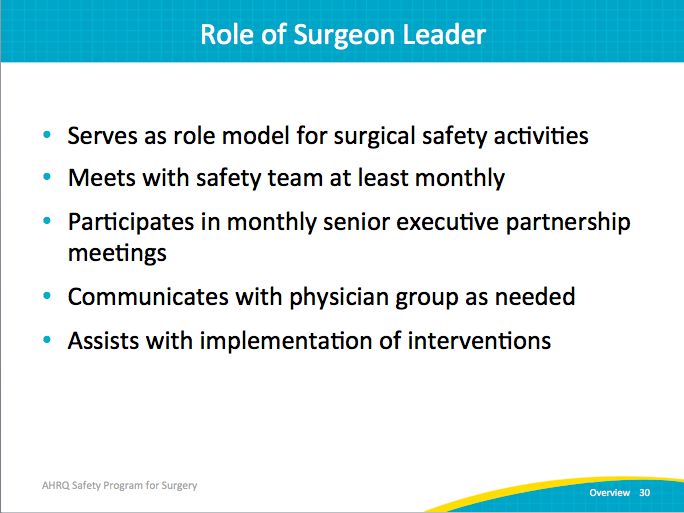 Role of Surgeon Leader
• Serves as role model for surgical safety activities
• Meets with safety team at least monthly
• Participates in monthly senior executive partnership
meetings
• Communicates with physician group as needed
• Assists with implementation of interventions
AHRQ Safety Program for Surgery
Overview 30